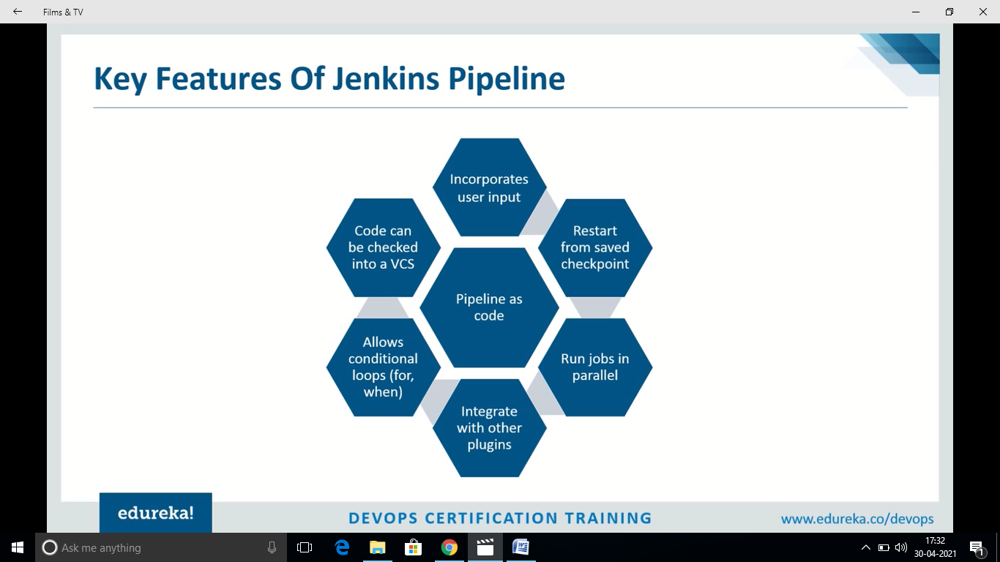 Films & TV
Key Features Of Jenkins Pipeline
Incorporates
user input
Code can
be checked
into a VCS
Restart
from saved
checkpoint
Pipeline as
code
Allows
conditional
loops (for,
when)
Run jobs in
parallel
Integrate
with other
plugins
edureka!
DEVOPS CERTIFICATION TRAINING
www.edureka.co/devops
Ask me anything
17:32
30-04-2021
1